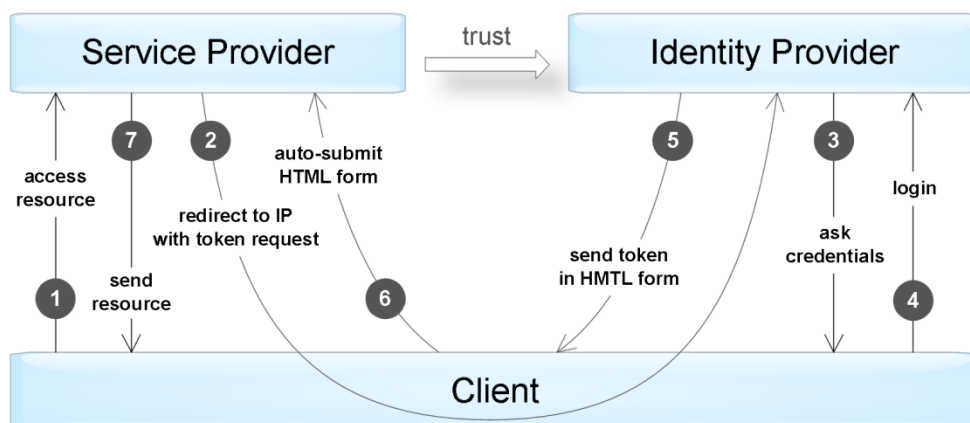 Service Provider
trust
Identity Provider
1
access
resource
7
send
resource
2
redirect to IP
with token request
auto-submit
HTML form
6
5
send token
in HMTL form
3
ask
credentials
login
4
Client